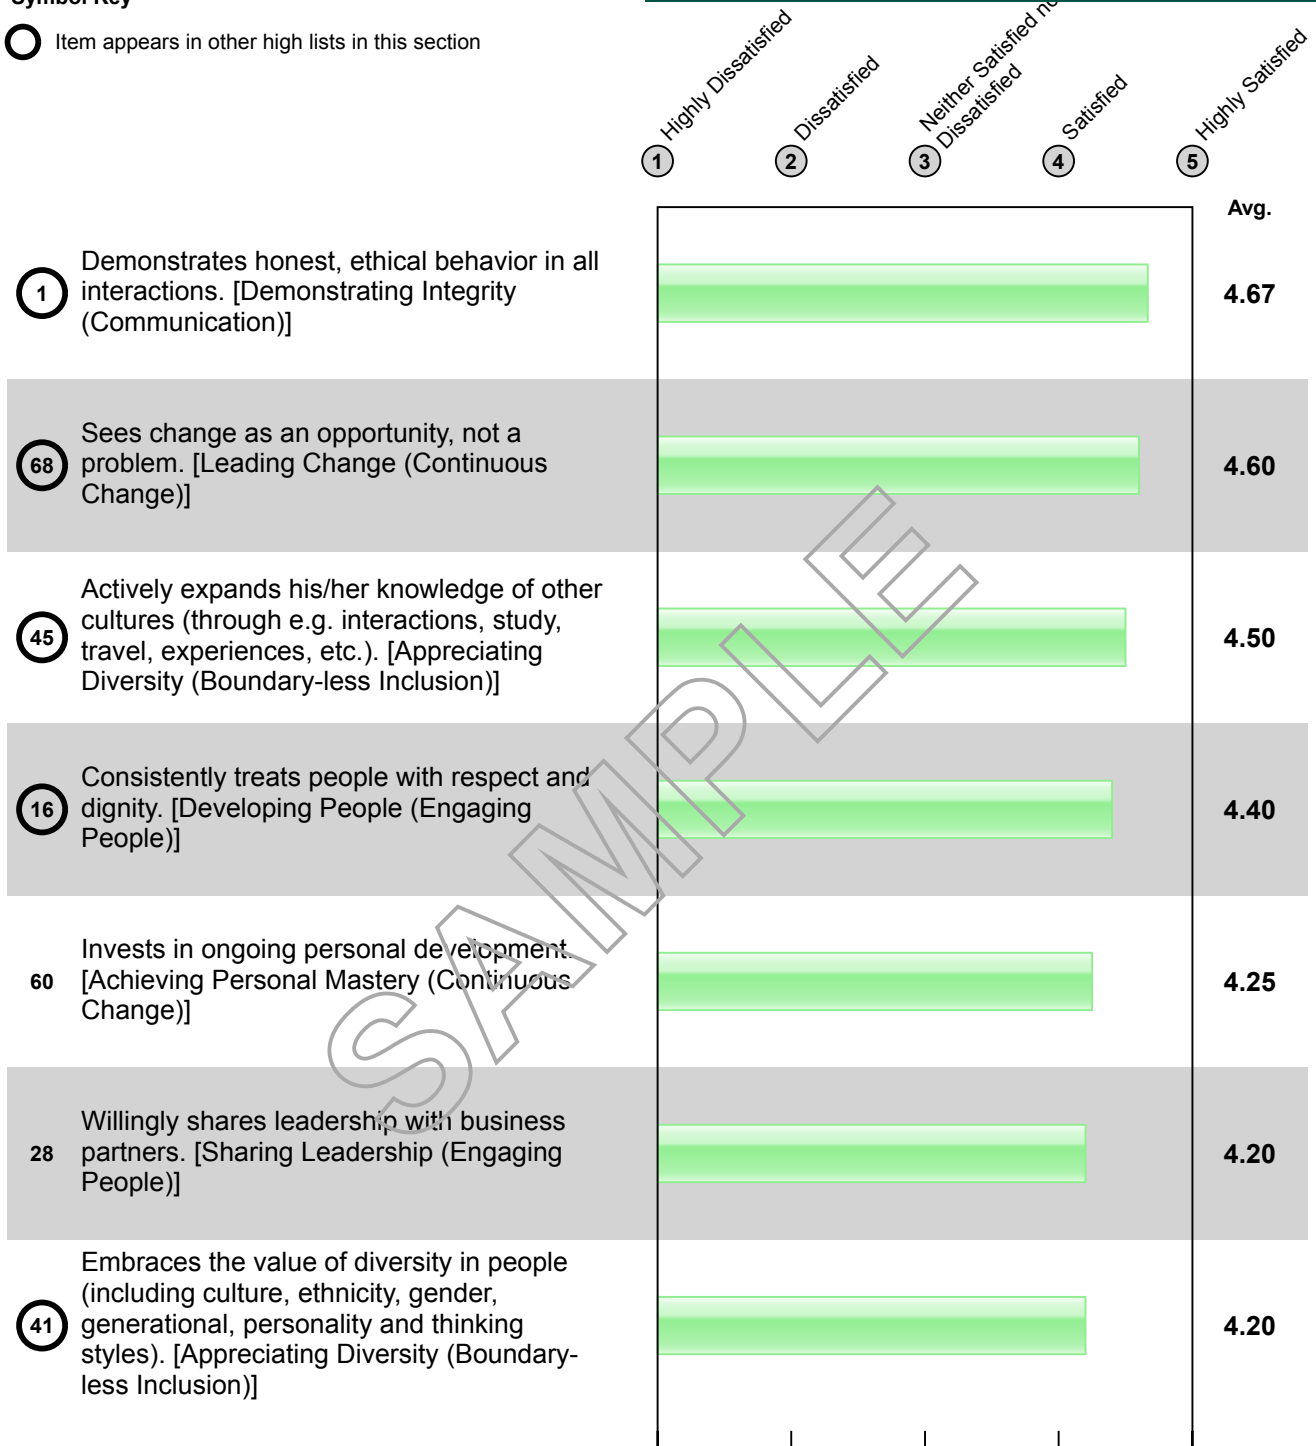 Symbol Key
Item appears in other high lists in this section
Highly Dissatisfied
Dissatisfied
Neither Satisfied
Dissatisfied
Satisfied
Highly Satisfied
1 2 3 4 5
Avg.
1
Demonstrates honest, ethical behavior in all
interactions. [Demonstrating Integrity
(Communication)]
4.67
68
Sees change as an opportunity, not a
problem. [Leading Change (Continuous
Change)]
4.60
45
Actively expands his/her knowledge of other
cultures (through e.g. interactions, study,
travel, experiences, etc.). [Appreciating
Diversity (Boundary-less Inclusion)]
4.50
16
Consistently treats people with respect and
dignity. [Developing People (Engaging
People)]
4.40
60
Invests in ongoing personal development.
[Achieving Personal Mastery (Continuous
Change)]
4.25
28
Willingly shares leadership with business
partners. [Sharing Leadership (Engaging
People)]
4.20
41
Embraces the value of diversity in people
(including culture, ethnicity, gender,
generational, personality and thinking
styles). [Appreciating Diversity (Boundary-
less Inclusion)]
4.20
SAMPLE